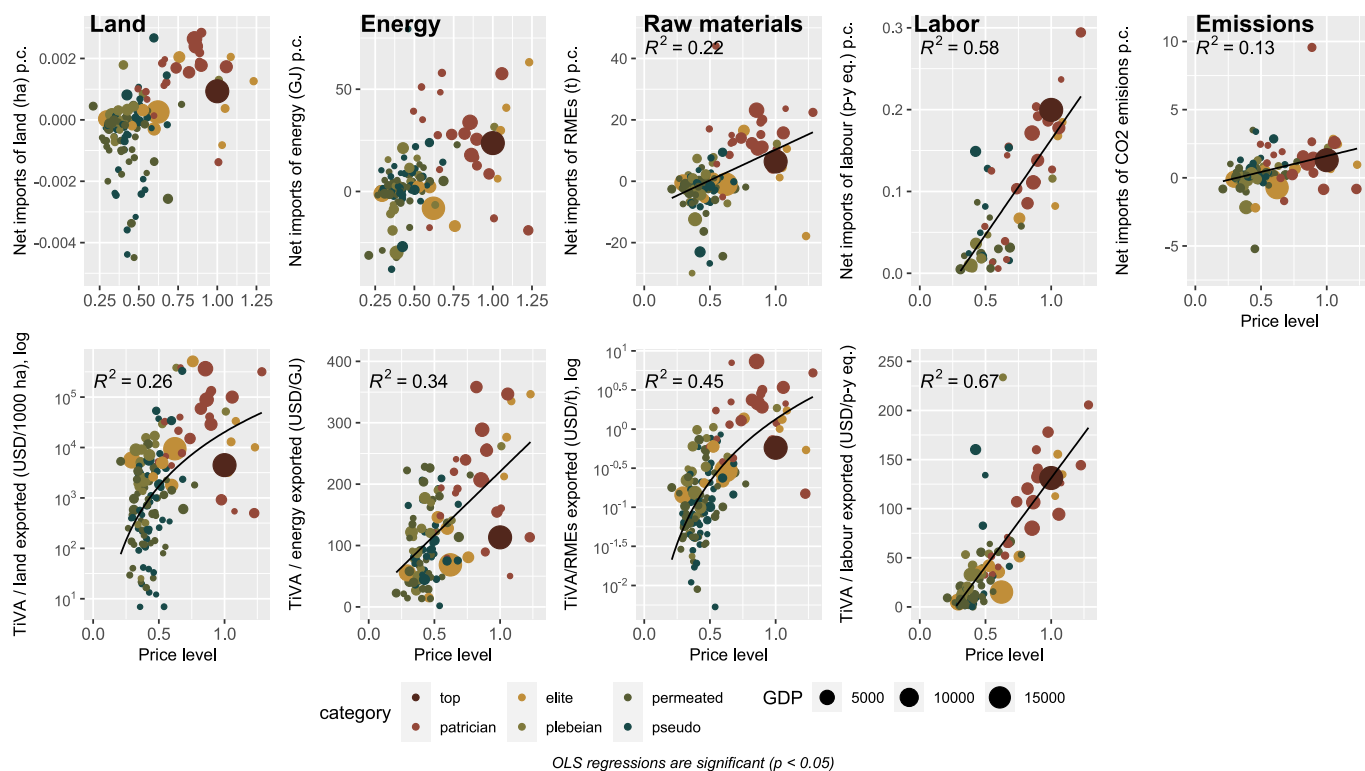 Land
Energy
Raw materials
Labor
Emissions
Net imports of land (ha) p.c.
0.002
0.000
-0.002
-0.004
0.25 0.50 0.75 1.00 1.25
Net imports of energy (GJ) p.c.
50
0
0.25 0.50 0.75 1.00 1.25
Net imports of RMEs (t) p.c.
R² = 0.22
40
20
0
−20
0.0 0.5 1.0
Net imports of labour (p-y eq.) p.c.
R² = 0.58
0.2
0.1
0.0
0.0 0.5 1.0
Net imports of CO2 emissions p.c.
R² = 0.13
10
5
0
−5
0.0 0.5 1.0
Price level
TiVA / land exported (USD/1000 ha), log
R² = 0.26
10⁵
10⁴
10³
10²
10¹
0.0 0.5 1.0
Price level
TiVA / energy exported (USD/GJ)
R² = 0.34
400
300
200
100
0
0.0 0.5 1.0
Price level
TiVA/RMEs exported (USD/t), log
R² = 0.45
10¹
10⁰·⁵
10⁰
10⁻⁰·⁵
10⁻¹
10⁻¹·⁵
10⁻²
0.0 0.5 1.0
Price level
TiVA / labour exported (USD/p-y eq.)
R² = 0.67
250
200
150
100
50
0
0.0 0.5 1.0
Price level
category
top
elite
permeated
patrician
plebeian
pseudo
GDP
5000
10000
15000
OLS regressions are significant (p < 0.05)